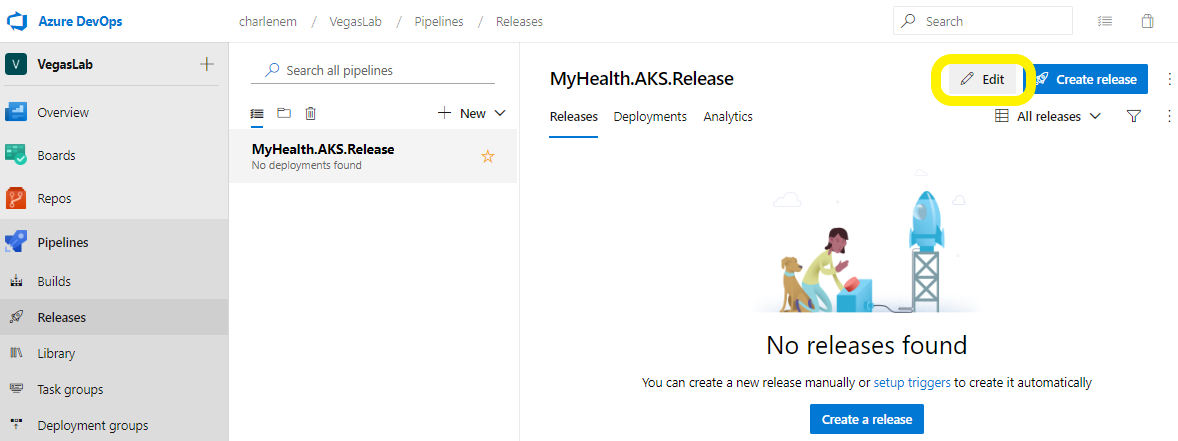 Azure DevOps
charlenem / VegasLab / Pipelines / Releases
Search
V
VegasLab
Overview
Boards
Repos
Pipelines
Builds
Releases
Library
Task groups
Deployment groups
Search all pipelines
New
MyHealth.AKS.Release
No deployments found
MyHealth.AKS.Release
Edit
Create release
Releases
Deployments
Analytics
All releases
No releases found
You can create a new release manually or setup triggers to create it automatically
Create a release